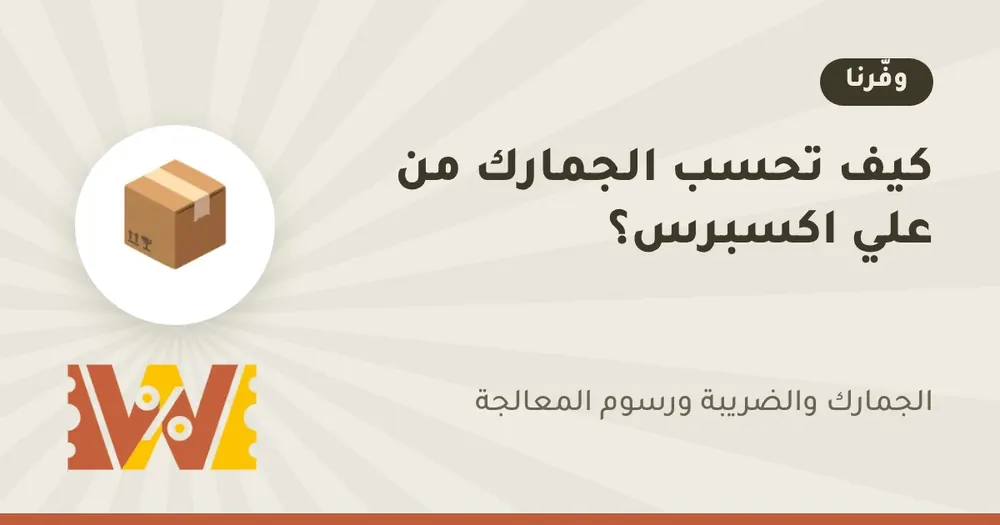 وفّرنا
كيف تحسب الجمارك من
علي اكسبرس؟
الجمارك والضريبة ورسوم المعالجة
W%